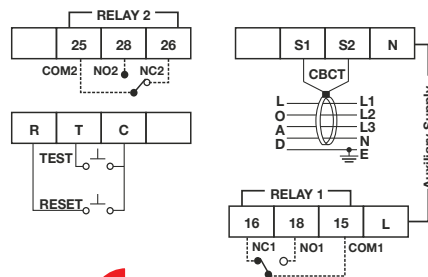 RELAY 2
25 28 26
COM2 NO2 NC2
R T C
TEST
RESET
S1 S2 N
CBCT
L L1
O L2
A L3
D N
E
Auxiliary Supply
RELAY 1
16 18 15 L
NC1 NO1 COM1